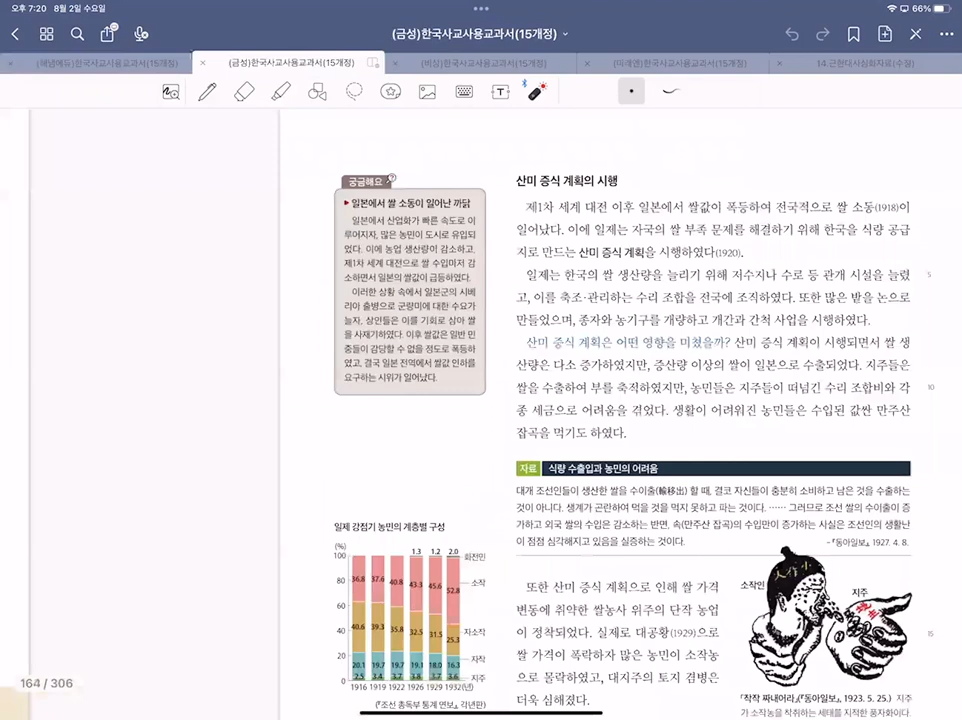 오후 7:20 8월 2일 수요일
66%
(금성)한국사교사용교과서(15개정)
(해냄에듀)한국사교사용교과서(15개정)
(금성)한국사교사용교과서(15개정)
(비상)한국사교사용교과서(15개정)
(미래엔)한국사교사용교과서(15개정)
14.근현대사심화자료(수철)
궁금해요
일본에서 쌀 소동이 일어난 까닭
일본에서 산업화가 빠른 속도로 이
루어지자, 많은 농민이 도시로 유입되
었다. 이에 농업 생산량이 감소하고,
제1차 세계 대전으로 쌀 수입마저 감
소하면서 일본의 쌀값이 급등하였다.
이러한 상황 속에서 일본군의 시베
리아 출병으로 군량미에 대한 수요가
늘자, 상인들은 이를 기회로 삼아 쌀
을 사재기하였다. 이후 쌀값은 일반 민
중들이 감당할 수 없을 정도로 폭등하
였고, 결국 일본 전역에서 쌀값 인하를
요구하는 시위가 일어났다.
산미 증식 계획의 시행
제1차 세계 대전 이후 일본에서 쌀값이 폭등하여 전국적으로 쌀 소동(1918)이
일어났다. 이에 일제는 자국의 쌀 부족 문제를 해결하기 위해 한국을 식량 공급
지로 만드는 산미 증식 계획을 시행하였다(1920).
일제는 한국의 쌀 생산량을 늘리기 위해 저수지나 수로 등 관개 시설을 늘렸
5
고, 이를 축조·관리하는 수리 조합을 전국에 조직하였다. 또한 많은 밭을 논으로
만들었으며, 종자와 농기구를 개량하고 개간과 간척 사업을 시행하였다.
산미 증식 계획은 어떤 영향을 미쳤을까? 산미 증식 계획이 시행되면서 쌀 생
산량은 다소 증가하였지만, 증산량 이상의 쌀이 일본으로 수출되었다. 지주들은
쌀을 수출하여 부를 축적하였지만, 농민들은 지주들이 떠넘긴 수리 조합비와 각
10
종 세금으로 어려움을 겪었다. 생활이 어려워진 농민들은 수입된 값싼 만주산
잡곡을 먹기도 하였다.
자료 식량 수출입과 농민의 어려움
대개 조선인들이 생산한 쌀을 수이출(輸移出) 할 때, 결코 자신들이 충분히 소비하고 남은 것을 수출하는
것이 아니다. 생계가 곤란하여 먹을 것을 먹지 못하고 파는 것이다. …… 그러므로 조선 쌀의 수이출이 증
가하고 외국 쌀의 수입은 감소하는 반면, 속(만주산 잡곡)의 수입만이 증가하는 사실은 조선인의 생활난
이 점점 심각해지고 있음을 실증하는 것이다.
- 『동아일보』, 1927. 4. 8.
일제 강점기 농민의 계층별 구성
(%)
100
80
60
40
20
0
1.3 1.2 2.0
36.8 37.6 40.8 43.3 45.6 52.8
40.6 39.3 35.8 32.5 31.5 25.3
20.1 19.7 19.7 19.1 18.0 16.3
2.5 3.4 3.7 3.8 3.7 3.6
화전민
소작
자소작
자작
지주
1916 1919 1922 1926 1929 1932(년)
(『조선 총독부 통계 연보』, 각년판)
또한 산미 증식 계획으로 인해 쌀 가격
변동에 취약한 쌀농사 위주의 단작 농업
이 정착되었다. 실제로 대공황(1929)으로
15
쌀 가격이 폭락하자 많은 농민이 소작농
으로 몰락하였고, 대지주의 토지 겸병은
더욱 심해졌다.
소작인
지주
人作小
「작작 짜내어라」(『동아일보』, 1923. 5. 25.) 지주
가 소작농을 착취하는 세태를 지적한 풍자화이다.
164 / 306